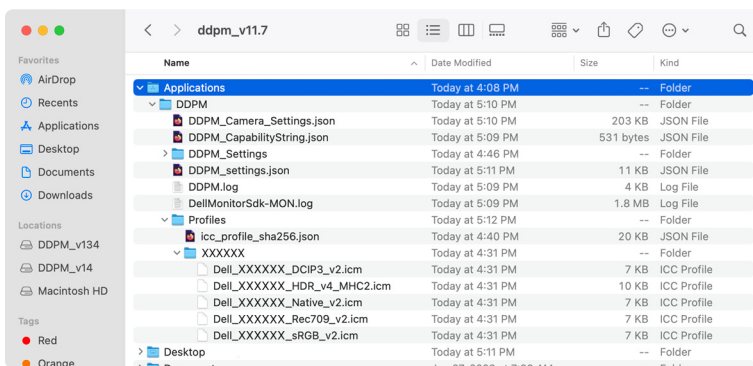 ddpm_v11.7
Favorites
AirDrop
Recents
Applications
Desktop
Documents
Downloads
Locations
DDPM_v134
DDPM_v14
Macintosh HD
Tags
Red
Orange
Name Date Modified Size Kind
Applications Today at 4:08 PM -- Folder
DDPM Today at 5:10 PM -- Folder
DDPM_Camera_Settings.json Today at 5:10 PM 203 KB JSON File
DDPM_CapabilityString.json Today at 5:09 PM 531 bytes JSON File
DDPM_Settings Today at 4:46 PM -- Folder
DDPM_settings.json Today at 5:11 PM 11 KB JSON File
DDPM.log Today at 5:09 PM 4 KB Log File
DellMonitorSdk-MON.log Today at 5:09 PM 1.8 MB Log File
Profiles Today at 5:12 PM -- Folder
icc_profile_sha256.json Today at 4:40 PM 20 KB JSON File
XXXXXX Today at 4:31 PM -- Folder
Dell_XXXXXX_DCIP3_v2.icm Today at 4:31 PM 7 KB ICC Profile
Dell_XXXXXX_HDR_v4_MHC2.icm Today at 4:31 PM 10 KB ICC Profile
Dell_XXXXXX_Native_v2.icm Today at 4:31 PM 7 KB ICC Profile
Dell_XXXXXX_Rec709_v2.icm Today at 4:31 PM 7 KB ICC Profile
Dell_XXXXXX_sRGB_v2.icm Today at 4:31 PM 7 KB ICC Profile
Desktop Today at 5:11 PM -- Folder